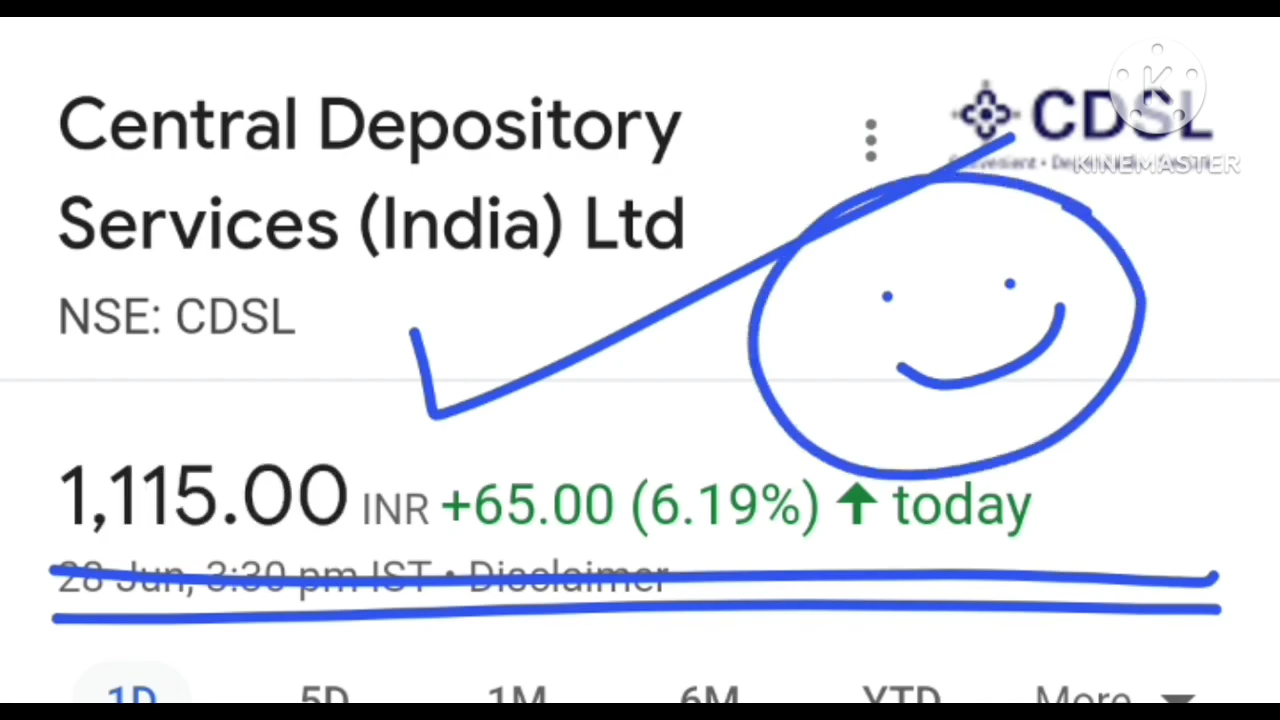 Central Depository
Services (India) Ltd
NSE: CDSL
CDSL
KINEMASTER
1,115.00 INR +65.00 (6.19%) ↑ today
28 Jun, 3:30 pm IST • Disclaimer
1D 5D 1M 6M YTD More